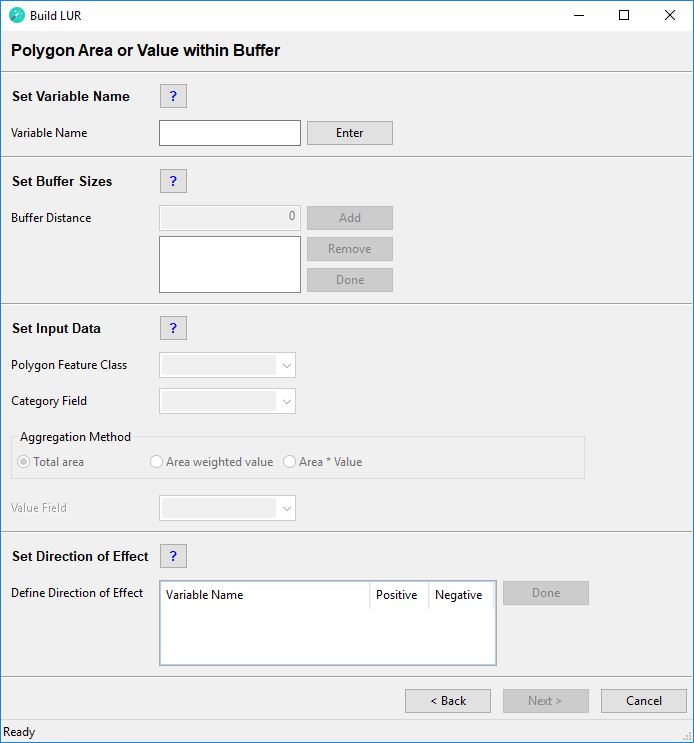 Build LUR
Polygon Area or Value within Buffer
Set Variable Name ?
Variable Name Enter
Set Buffer Sizes ?
Buffer Distance 0 Add
Remove
Done
Set Input Data ?
Polygon Feature Class
Category Field
Aggregation Method
Total area Area weighted value Area * Value
Value Field
Set Direction of Effect ?
Define Direction of Effect Variable Name Positive Negative Done
< Back Next > Cancel
Ready